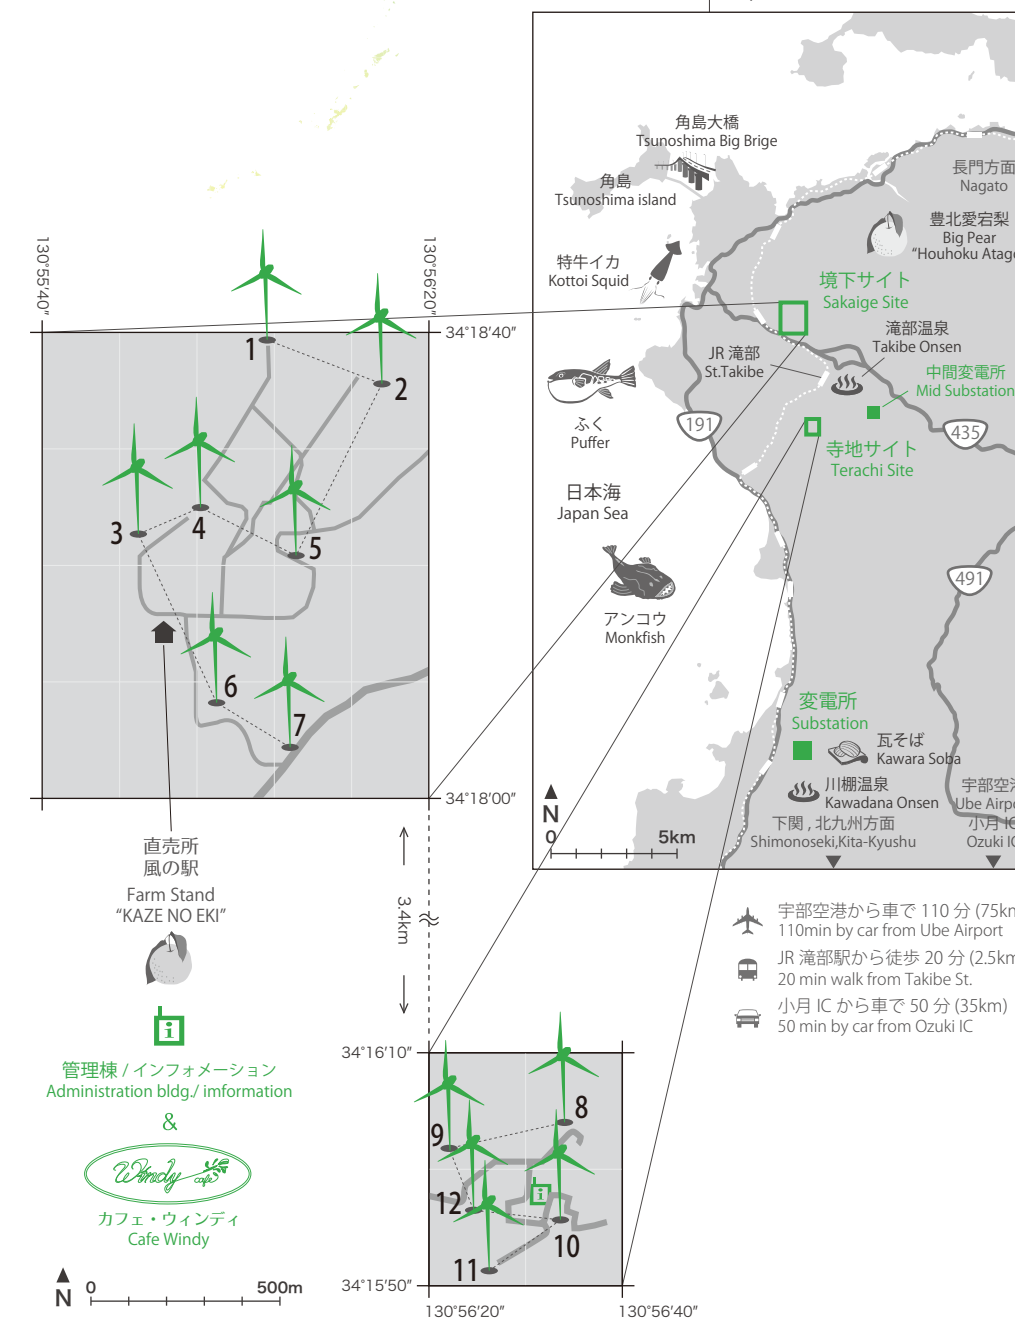 角島大橋
Tsunoshima Big Brige
角島
Tsunoshima island
長門方面
Nagato
豊北愛宕梨
Big Pear
“Houhoku Atag
特牛イカ
Kottoi Squid
境下サイト
Sakaige Site
滝部温泉
Takibe Onsen
JR 滝部
St.Takibe
中間変電所
Mid Substation
ふく
Puffer
191
435
寺地サイト
Terachi Site
日本海
Japan Sea
491
アンコウ
Monkfish
変電所
Substation
瓦そば
Kawara Soba
川棚温泉
Kawadana Onsen
宇部空
Ube Airp
下関 , 北九州方面
Shimonoseki,Kita-Kyushu
小月 IC
Ozuki IC
N
0 5km
130°55′40″
130°56′20″
34°18′40″
1
2
3
4
5
6
7
34°18′00″
直売所
風の駅
Farm Stand
“KAZE NO EKI”
3.4km
管理棟 / インフォメーション
Administration bldg./ imformation
&
Windy cafe
カフェ・ウィンディ
Cafe Windy
N
0 500m
34°16′10″
8
9
12
10
11
34°15′50″
130°56′20″
130°56′40″
宇部空港から車で 110 分 (75km
110min by car from Ube Airport
JR 滝部駅から徒歩 20 分 (2.5km
20 min walk from Takibe St.
小月 IC から車で 50 分 (35km)
50 min by car from Ozuki IC